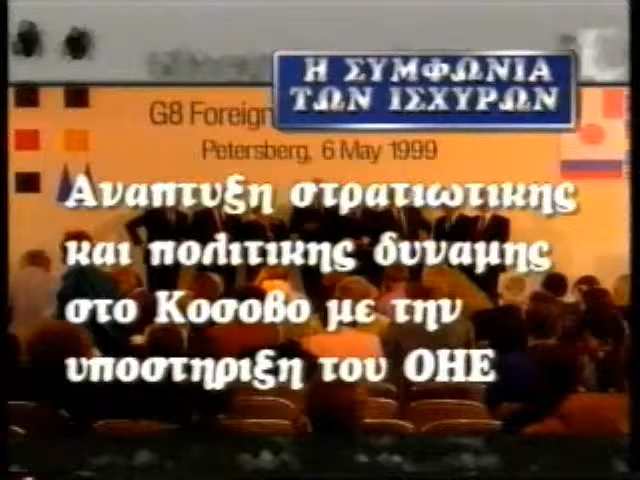 Η ΣΥΜΦΩΝΙΑ
ΤΩΝ ΙΣΧΥΡΩΝ
G8 Foreign
Petersberg, 6 May 1999
Αναπτυξη στρατιωτικης
και πολιτικης δυναμης
στο Κοσοβο με την
υποστηριξη του ΟΗΕ